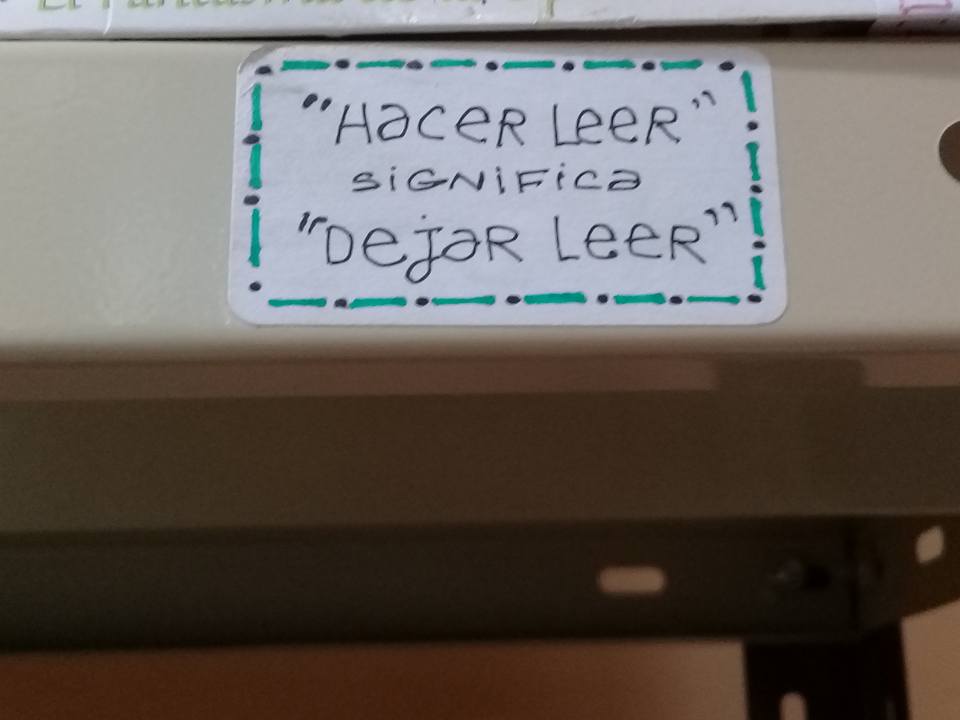 "HaceR LeeR"
SiGNiFica
"DeJaR LeeR"